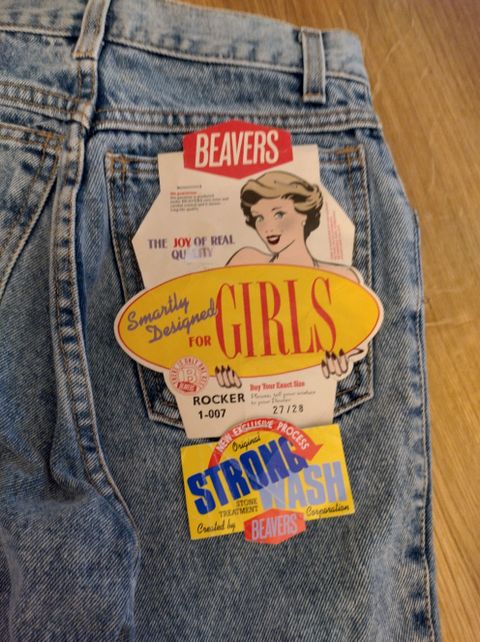 BEAVERS
THE JOY OF REAL
QUALITY
Smartly
Designed
FOR GIRLS
ROCKER
1-007
Buy Your Exact Size
27/28
NEW EXCLUSIVE PROCESS
Original
STRONG
WASH
STONE
TREATMENT
Created by
BEAVERS
Corporation